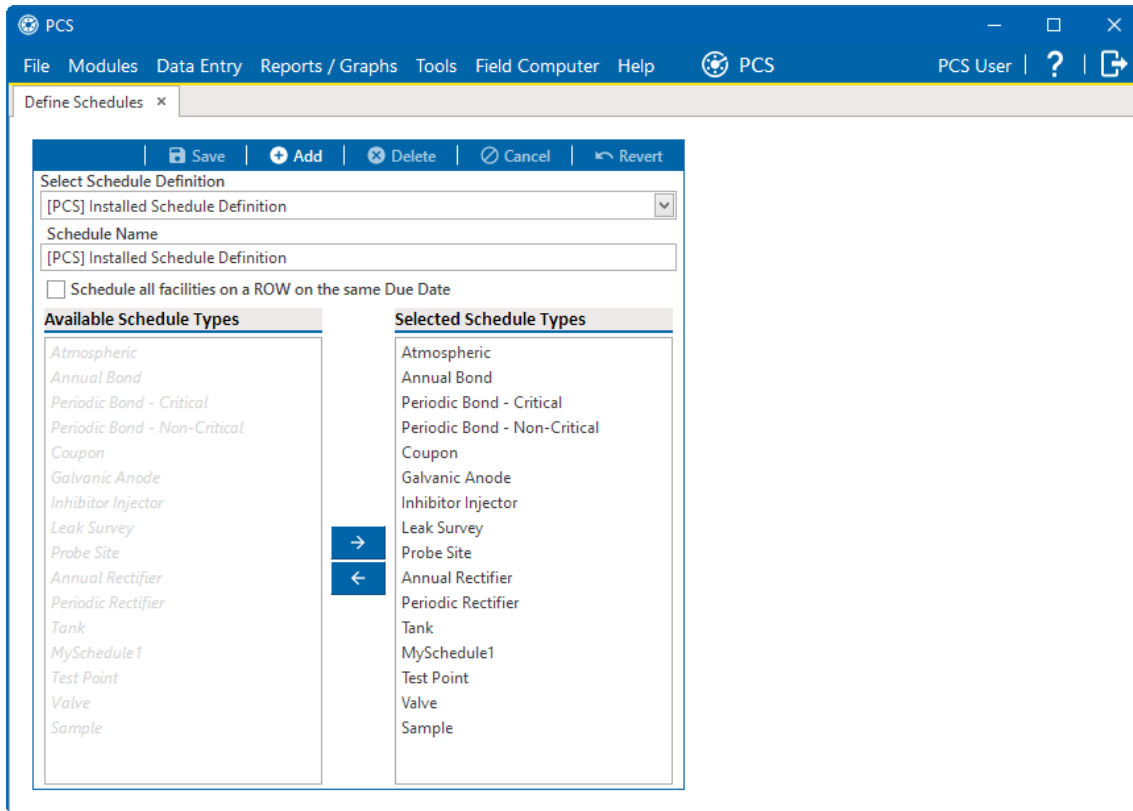 PCS
File Modules Data Entry Reports / Graphs Tools Field Computer Help PCS PCS User | ? |
Define Schedules ×
Save | Add | Delete | Cancel | Revert
Select Schedule Definition
[PCS] Installed Schedule Definition
Schedule Name
[PCS] Installed Schedule Definition
Schedule all facilities on a ROW on the same Due Date
Available Schedule Types
Atmospheric
Annual Bond
Periodic Bond - Critical
Periodic Bond - Non-Critical
Coupon
Galvanic Anode
Inhibitor Injector
Leak Survey
Probe Site
Annual Rectifier
Periodic Rectifier
Tank
MySchedule1
Test Point
Valve
Sample
Selected Schedule Types
Atmospheric
Annual Bond
Periodic Bond - Critical
Periodic Bond - Non-Critical
Coupon
Galvanic Anode
Inhibitor Injector
Leak Survey
Probe Site
Annual Rectifier
Periodic Rectifier
Tank
MySchedule1
Test Point
Valve
Sample